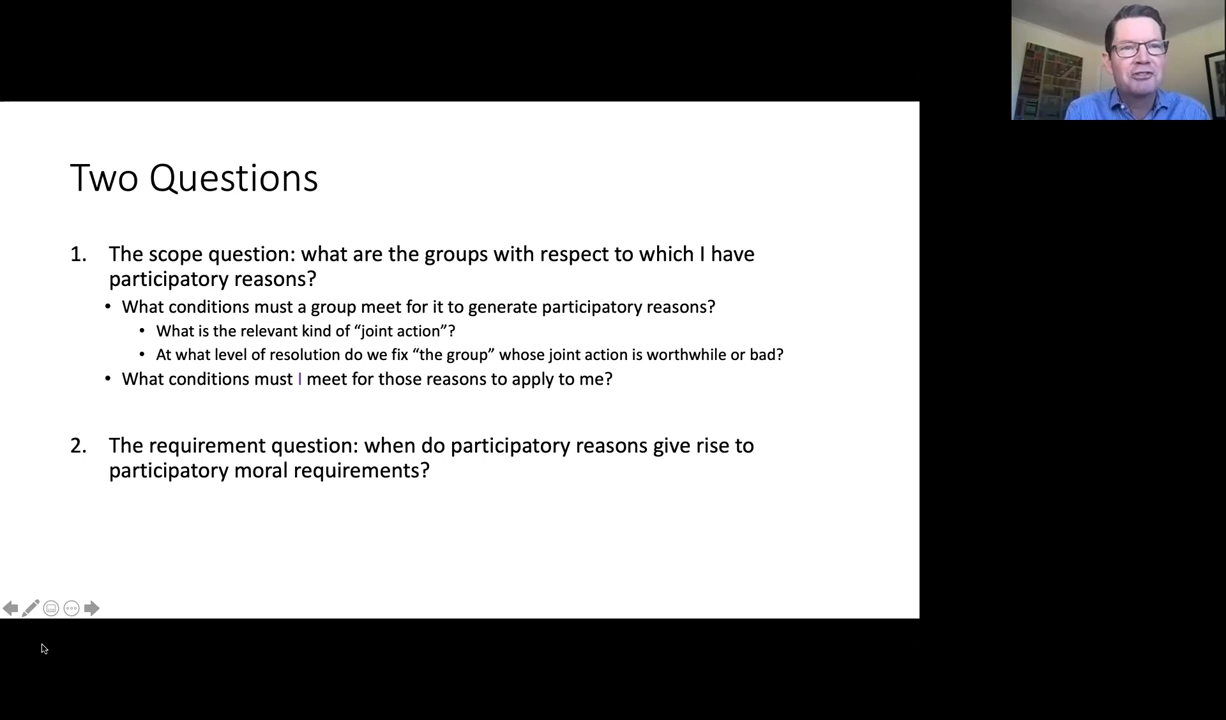 Two Questions
1. The scope question: what are the groups with respect to which I have
participatory reasons?
• What conditions must a group meet for it to generate participatory reasons?
• What is the relevant kind of “joint action”?
• At what level of resolution do we fix “the group” whose joint action is worthwhile or bad?
• What conditions must I meet for those reasons to apply to me?
2. The requirement question: when do participatory reasons give rise to
participatory moral requirements?